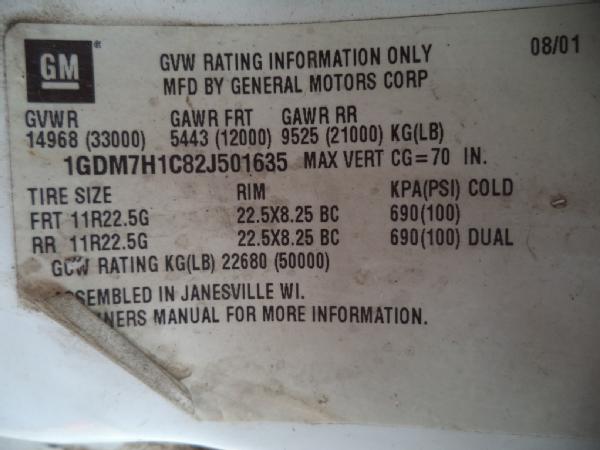 GM
GVW RATING INFORMATION ONLY 08/01
MFD BY GENERAL MOTORS CORP
GVWR GAWR FRT GAWR RR
14968 (33000) 5443 (12000) 9525 (21000) KG(LB)
1GDM7H1C82J501635 MAX VERT CG=70 IN.
TIRE SIZE RIM KPA(PSI) COLD
FRT 11R22.5G 22.5X8.25 BC 690(100)
RR 11R22.5G 22.5X8.25 BC 690(100) DUAL
GCW RATING KG(LB) 22680 (50000)
SSEMBLED IN JANESVILLE WI.
NERS MANUAL FOR MORE INFORMATION.